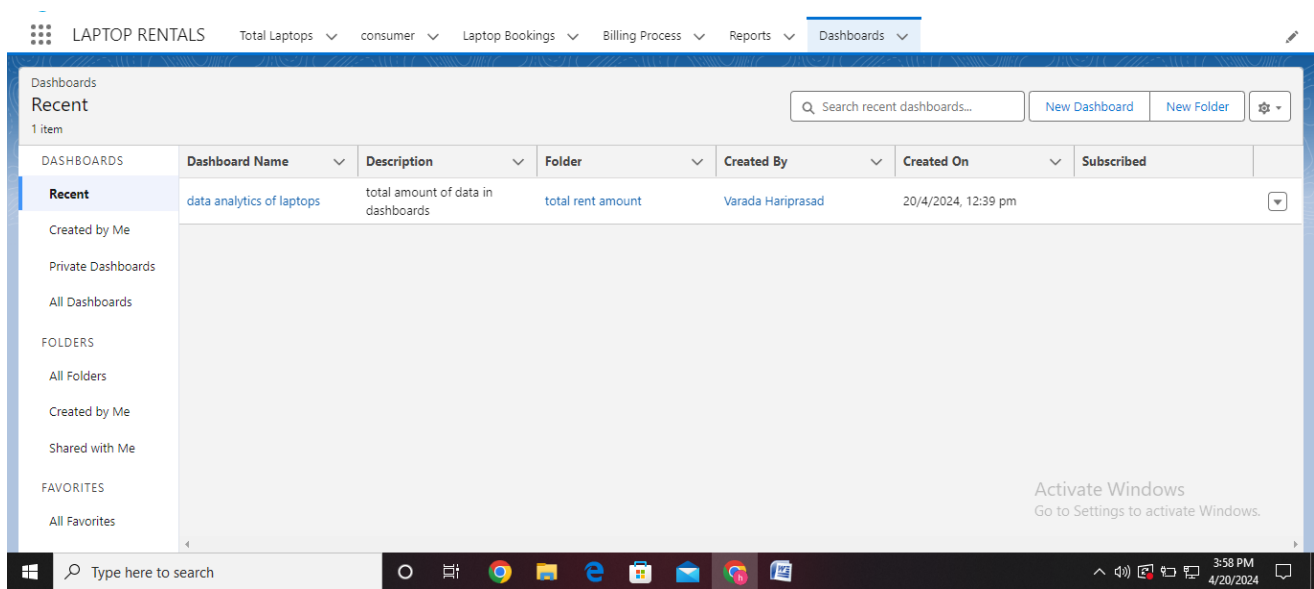 LAPTOP RENTALS Total Laptops consumer Laptop Bookings Billing Process Reports Dashboards
Dashboards
Recent
1 item
Search recent dashboards... New Dashboard New Folder
DASHBOARDS Dashboard Name Description Folder Created By Created On Subscribed
Recent
data analytics of laptops total amount of data in dashboards total rent amount Varada Hariprasad 20/4/2024, 12:39 pm
Created by Me
Private Dashboards
All Dashboards
FOLDERS
All Folders
Created by Me
Shared with Me
FAVORITES
All Favorites
Activate Windows
Go to Settings to activate Windows.
Type here to search
h
3:58 PM
4/20/2024